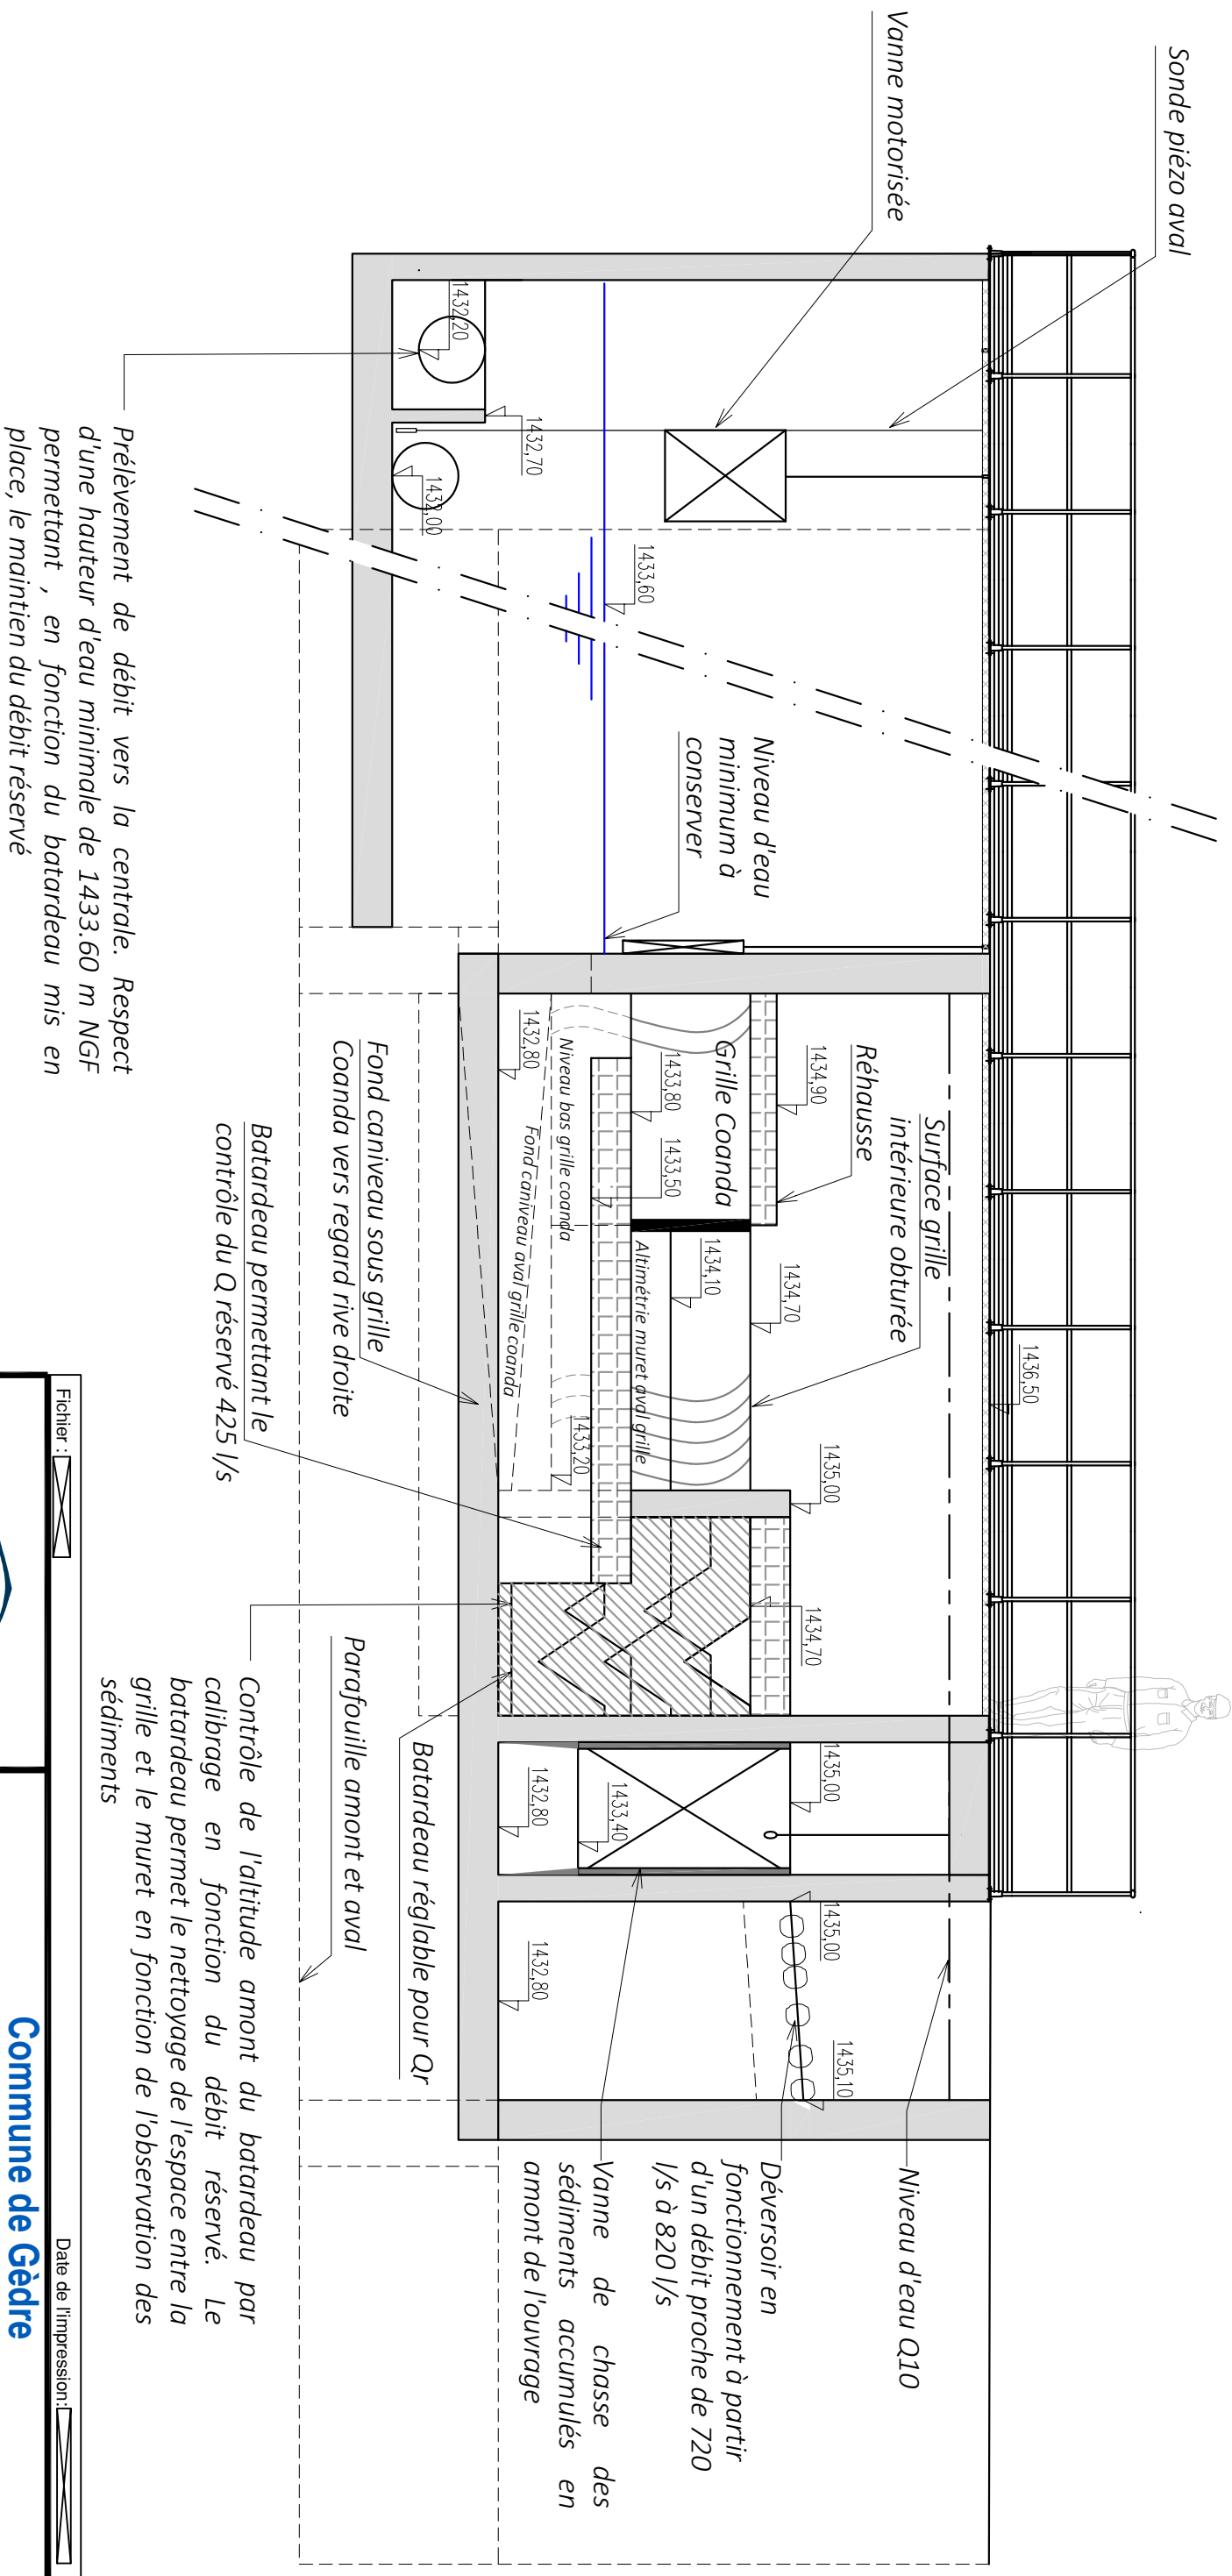 Sonde piézo aval
Vanne motorisée
1432,20
1432,70
1432,00
1433,60
Niveau d'eau
minimum à
conserver
Prélèvement de débit vers la centrale. Respect
d'une hauteur d'eau minimale de 1433.60 m NGF
permettant , en fonction du batardeau mis en
place, le maintien du débit réservé
1436,50
Surface grille
intérieure obturée
Réhausse
1434,90
Grille Coanda
1433,80
1433,50
1434,10
1434,70
Altimétrie muret aval grille
Niveau bas grille coanda
Fond caniveau aval grille coanda
1432,80
1433,20
1435,00
1434,70
Fond caniveau sous grille
Coanda vers regard rive droite
Batardeau permettant le
contrôle du Q réservé 425 l/s
1435,00
1433,40
1432,80
1435,00
1435,10
1432,80
Niveau d'eau Q10
Déversoir en
fonctionnement à partir
d'un débit proche de 720
l/s à 820 l/s
Vanne de chasse des
sédiments accumulés en
amont de l'ouvrage
Batardeau réglable pour Qr
Parafouille amont et aval
Contrôle de l'altitude amont du batardeau par
calibrage en fonction du débit réservé. Le
batardeau permet le nettoyage de l'espace entre la
grille et le muret en fonction de l'observation des
sédiments
Fichier :
Date de l'impression:
Commune de Gèdre